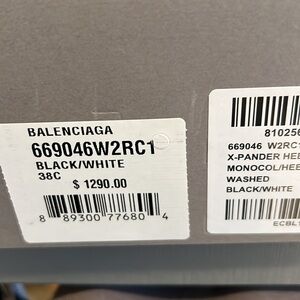 BALENCIAGA
669046W2RC1
BLACK/WHITE
38C
$ 1290.00
8 89300 77680 4
810256
669046 W2RC1
X-PANDER HEE
MONOCOL/HEE
WASHED
BLACK/WHITE
ECBL1